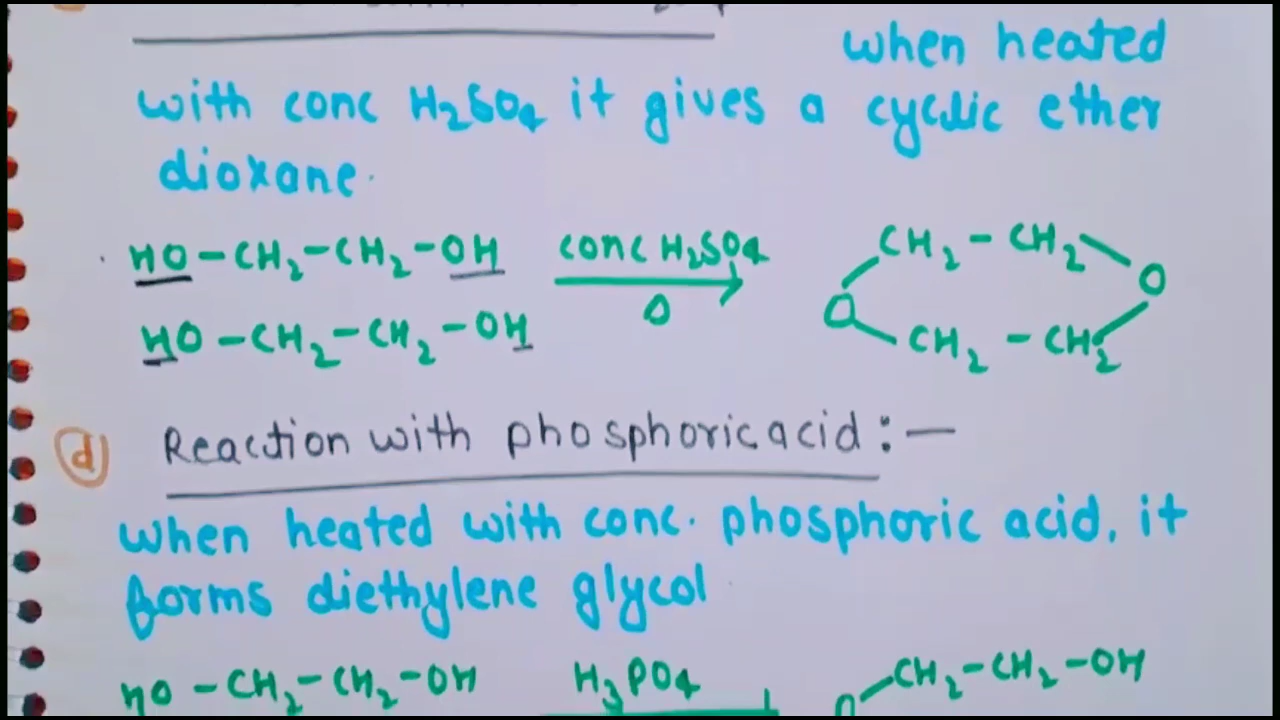 when heated
with conc H₂SO₄ it gives a cyclic ether
dioxane.
HO-CH₂-CH₂-OH conc H₂SO₄ CH₂-CH₂
Δ O O
HO-CH₂-CH₂-OH CH₂-CH₂
d Reaction with phosphoric acid:-
when heated with conc. phosphoric acid, it
forms diethylene glycol
HO-CH₂-CH₂-OH H₃PO₄ O-CH₂-CH₂-OH